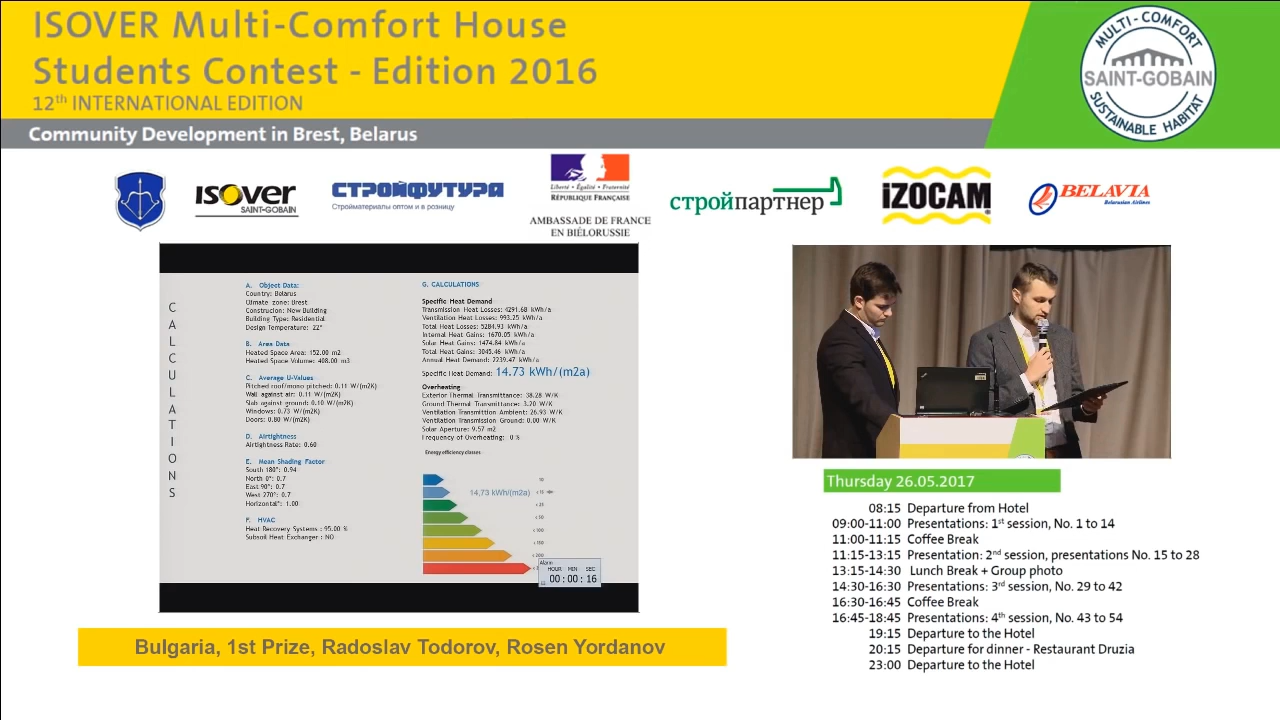 ISOVER Multi-Comfort House
Students Contest - Edition 2016
12th INTERNATIONAL EDITION
Community Development in Brest, Belarus
MULTI-COMFORT
SAINT-GOBAIN
SUSTAINABLE HABITAT
isover
SAINT-GOBAIN
СТРОЙФУТУРА
Стройматериалы оптом и в розницу
Liberté • Égalité • Fraternité
RÉPUBLIQUE FRANÇAISE
AMBASSADE DE FRANCE
EN BIÉLORUSSIE
стройпартнер
iZOCAM
BELAVIA
Belarusian Airlines
CALCULATIONS
A. Object Data:
Country: Belarus
Climate zone: Brest
Construcion: New Building
Building Type: Residential
Design Temperature: 22°
B. Area Data
Heated Space Area: 152.00 m2
Heated Space Volume: 408.00 m3
C. Average U-Values
Pitched roof/mono pitched: 0.11 W/(m2K)
Wall against air: 0.11 W/(m2K)
Slab against ground: 0.10 W/(m2K)
Windows: 0.73 W/(m2K)
Doors: 0.80 W/(m2K)
D. Airtightness
Airtightness Rate: 0.60
E. Mean Shading Factor
South 180°: 0.94
North 0°: 0.7
East 90°: 0.7
West 270°: 0.7
Horizontal°: 1.00
F. HVAC
Heat Recovery Systems : 95.00 %
Subsoil Heat Exchanger : NO
G. CALCULATIONS
Specific Heat Demand
Transmission Heat Losses: 4291.68 kWh/a
Ventilation Heat Losses: 993.25 kWh/a
Total Heat Losses: 5284.93 kWh/a
Internal Heat Gains: 1670.05 kWh/a
Solar Heat Gains: 1474.84 kWh/a
Total Heat Gains: 3045.46 kWh/a
Annual Heat Demand: 2239.47 kWh/a
Specific Heat Demand: 14.73 kWh/(m2a)
Overheating
Exterior Thermal Transmittance: 38.28 W/K
Ground Thermal Transmittance: 3.20 W/K
Ventilation Transmittion Ambient: 26.93 W/K
Ventilation Transmission Ground: 0.00 W/K
Solar Aperture: 9.57 m2
Frequency of Overheating: 0 %
Energy efficiency classes
14,73 kWh/(m2a)
Alarm
HOUR MIN SEC
00:00:16
Bulgaria, 1st Prize, Radoslav Todorov, Rosen Yordanov
Thursday 26.05.2017
08:15 Departure from Hotel
09:00-11:00 Presentations: 1st session, No. 1 to 14
11:00-11:15 Coffee Break
11:15-13:15 Presentation: 2nd session, presentations No. 15 to 28
13:15-14:30 Lunch Break + Group photo
14:30-16:30 Presentations: 3rd session, No. 29 to 42
16:30-16:45 Coffee Break
16:45-18:45 Presentations: 4th session, No. 43 to 54
19:15 Departure to the Hotel
20:15 Departure for dinner - Restaurant Druzia
23:00 Departure to the Hotel